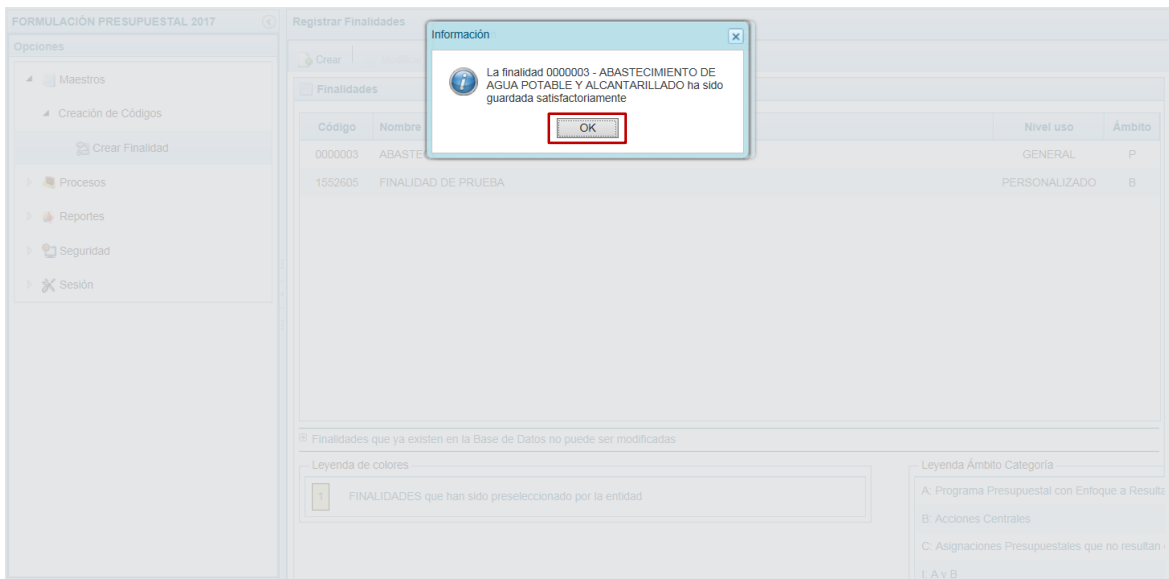 FORMULACIÓN PRESUPUESTAL 2017
Opciones
Maestros
Creación de Códigos
Crear Finalidad
Procesos
Reportes
Seguridad
Sesión
Registrar Finalidades
Crear
Finalidades
Código Nombre Nivel uso Ámbito
0000003 ABASTE GENERAL P
1552605 FINALIDAD DE PRUEBA PERSONALIZADO B
Información
La finalidad 0000003 - ABASTECIMIENTO DE
AGUA POTABLE Y ALCANTARILLADO ha sido
guardada satisfactoriamente
OK
Finalidades que ya existen en la Base de Datos no puede ser modificadas
Leyenda de colores
1 FINALIDADES que han sido preseleccionado por la entidad
Leyenda Ámbito Categoría
A: Programa Presupuestal con Enfoque a Resulta
B: Acciones Centrales
C: Asignaciones Presupuestales que no resultan
I: A y B